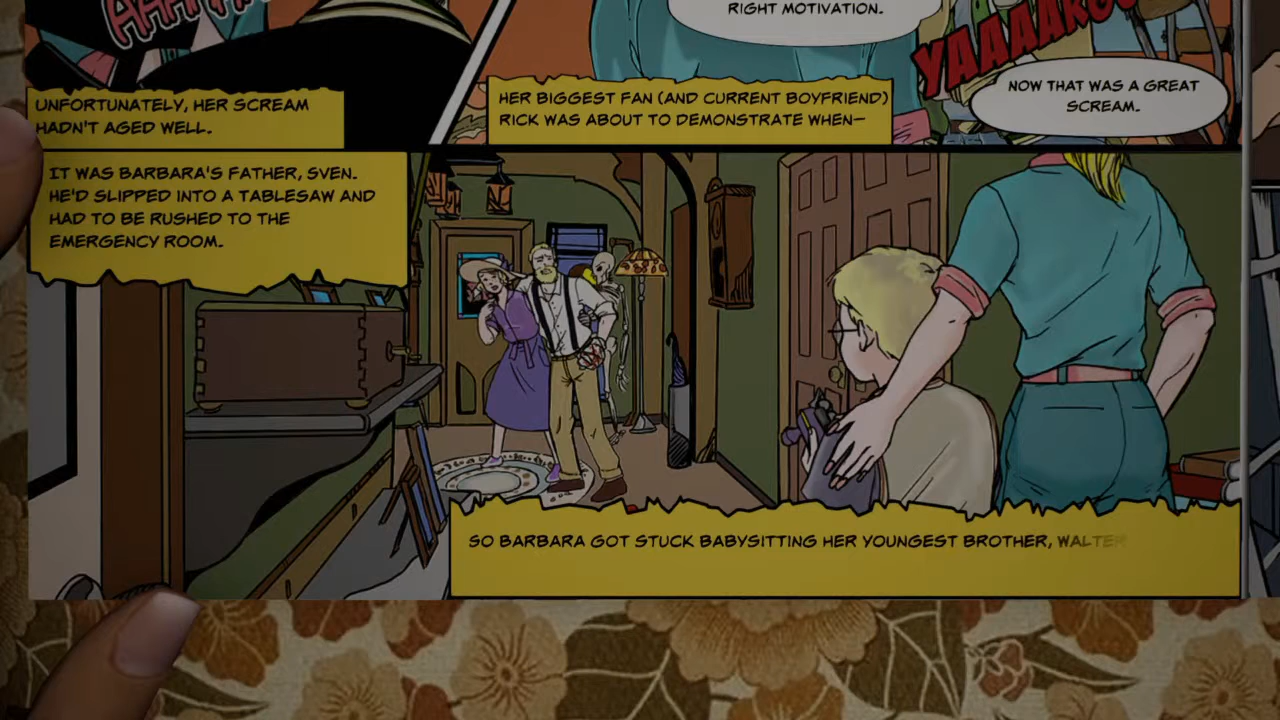 RIGHT MOTIVATION.
UNFORTUNATELY, HER SCREAM
HADN'T AGED WELL.
HER BIGGEST FAN (AND CURRENT BOYFRIEND)
RICK WAS ABOUT TO DEMONSTRATE WHEN—
NOW THAT WAS A GREAT
SCREAM.
IT WAS BARBARA'S FATHER, SVEN.
HE'D SLIPPED INTO A TABLESAW AND
HAD TO BE RUSHED TO THE
EMERGENCY ROOM.
SO BARBARA GOT STUCK BABYSITTING HER YOUNGEST BROTHER, WALTER